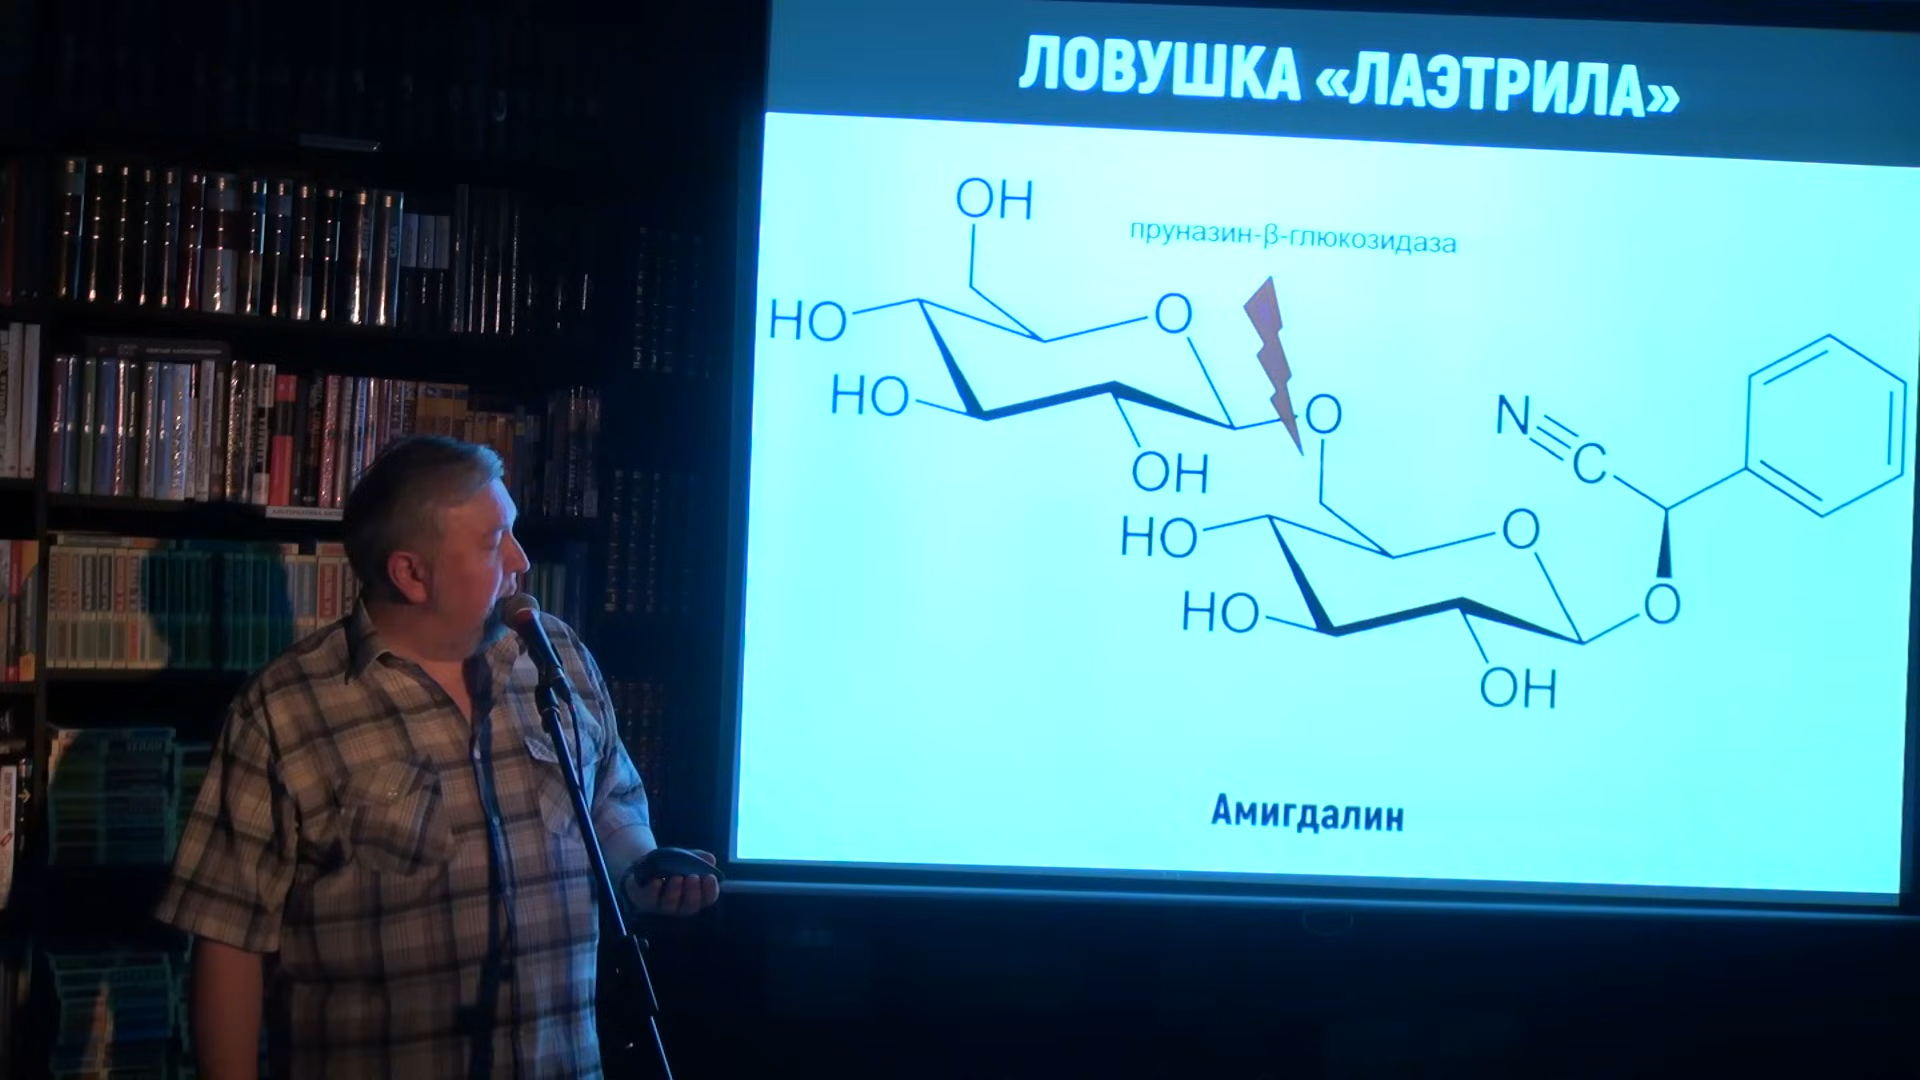 ЛОВУШКА «ЛАЭТРИЛА»
OH
пруназин-β-глюкозидаза
HO
O
HO
O
N
C
OH
HO
O
HO
O
OH
Амигдалин